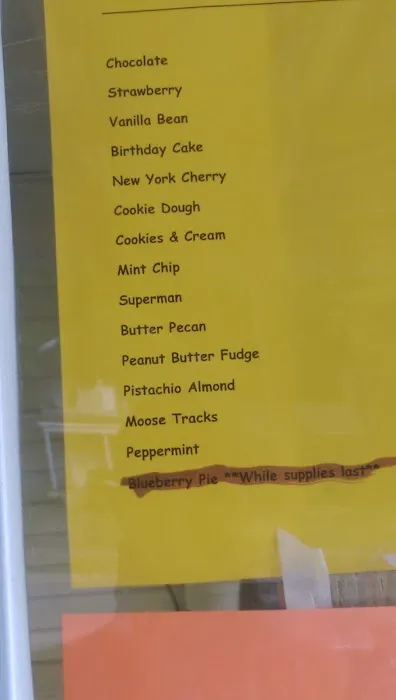 Chocolate
Strawberry
Vanilla Bean
Birthday Cake
New York Cherry
Cookie Dough
Cookies & Cream
Mint Chip
Superman
Butter Pecan
Peanut Butter Fudge
Pistachio Almond
Moose Tracks
Peppermint
Blueberry Pie **While supplies last**